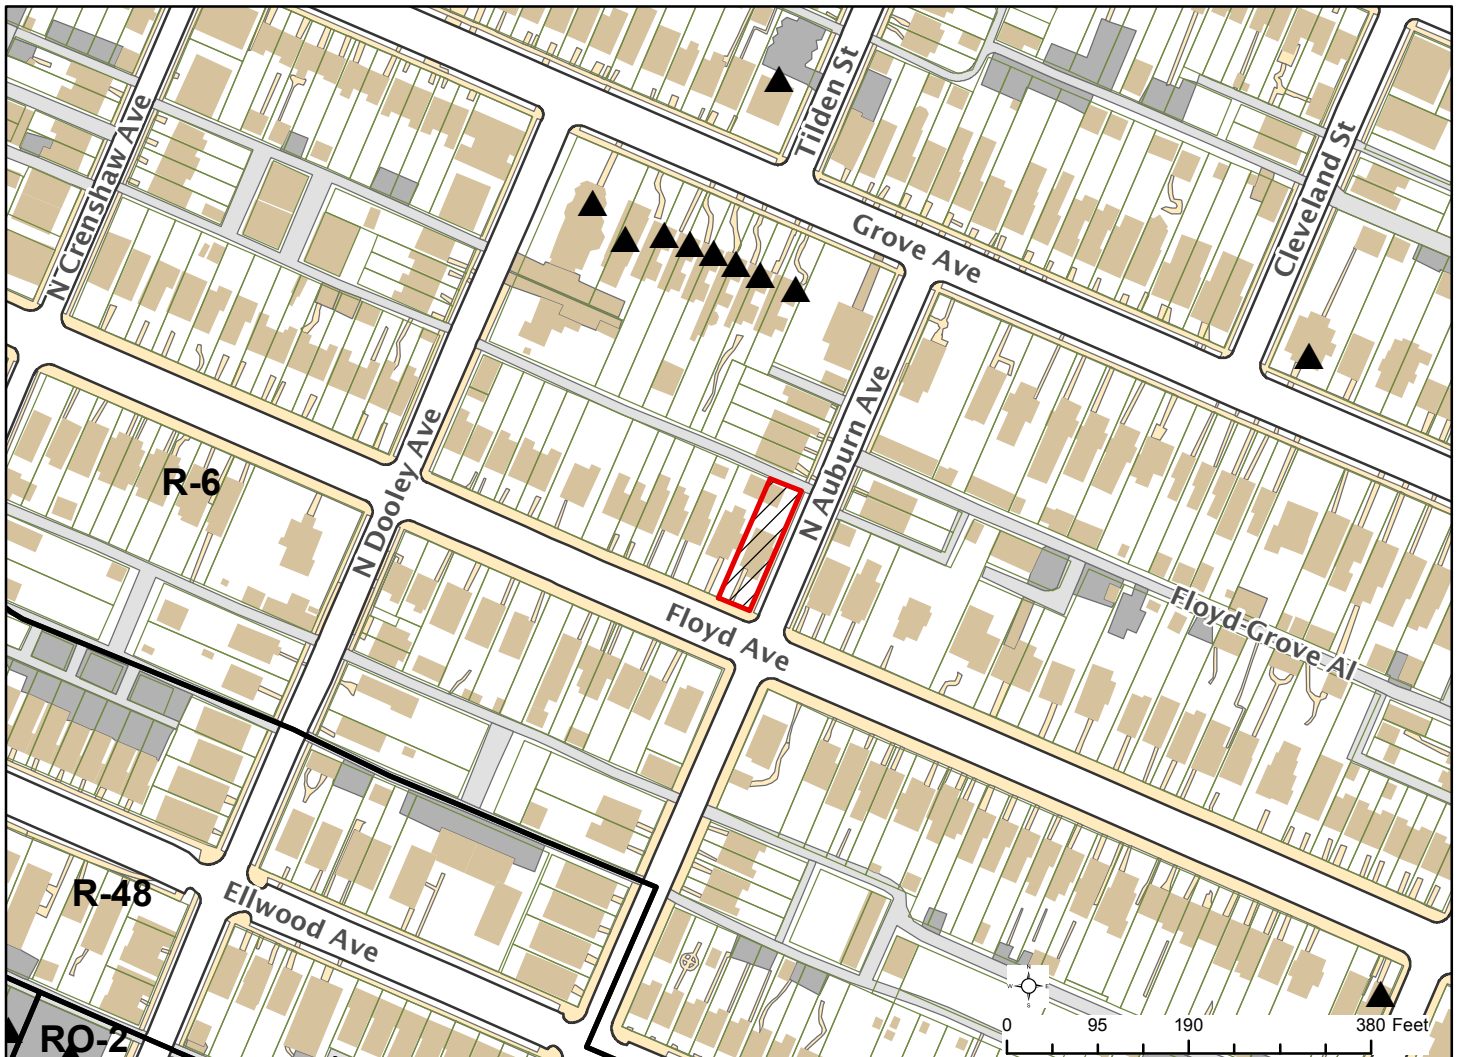 Tilden St
N Crenshaw Ave
Cleveland St
Grove Ave
N Auburn Ave
N Dooley Ave
R-6
Floyd Ave
Floyd-Grove Al
R-48
Ellwood Ave
RO-2
N
W E
S
0 95 190 380 Feet